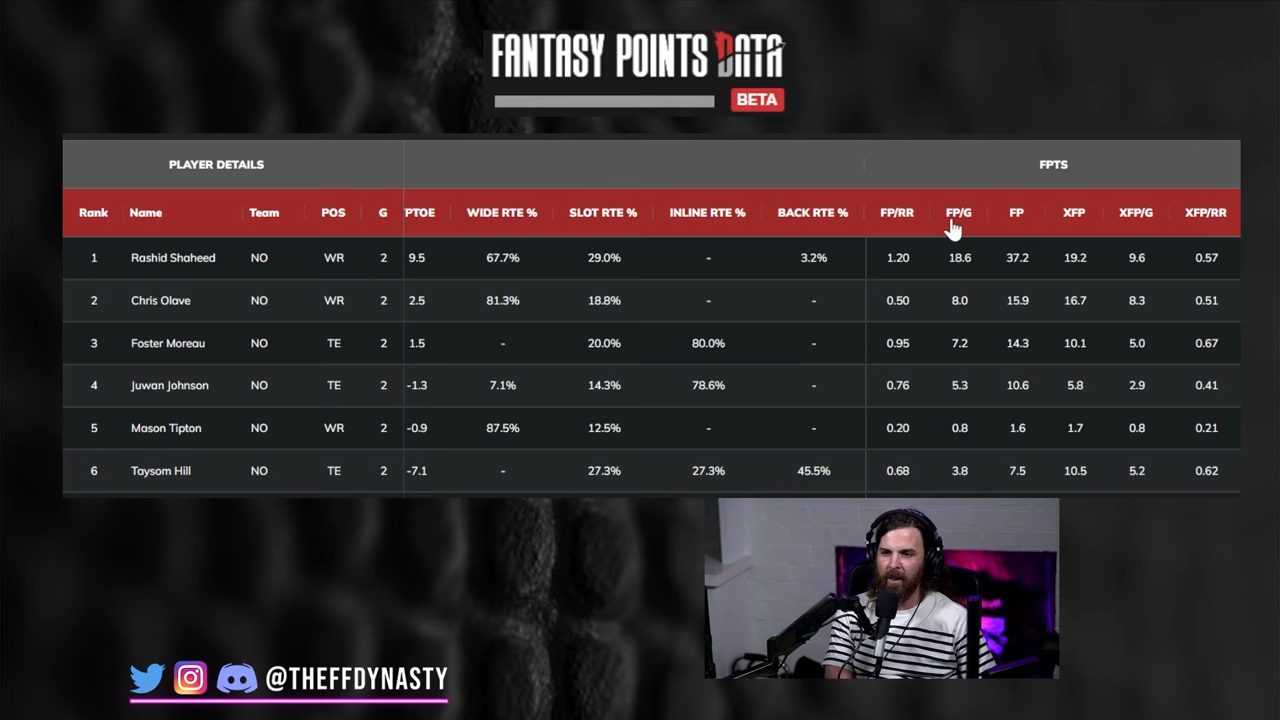 FANTASY POINTS DATA
BETA
PLAYER DETAILS FPTS
Rank Name Team POS G PTOE WIDE RTE % SLOT RTE % INLINE RTE % BACK RTE % FP/RR FP/G FP XFP XFP/G XFP/RR
1 Rashid Shaheed NO WR 2 9.5 67.7% 29.0% - 3.2% 1.20 18.6 37.2 19.2 9.6 0.57
2 Chris Olave NO WR 2 2.5 81.3% 18.8% - - 0.50 8.0 15.9 16.7 8.3 0.51
3 Foster Moreau NO TE 2 1.5 - 20.0% 80.0% - 0.95 7.2 14.3 10.1 5.0 0.67
4 Juwan Johnson NO TE 2 -1.3 7.1% 14.3% 78.6% - 0.76 5.3 10.6 5.8 2.9 0.41
5 Mason Tipton NO WR 2 -0.9 87.5% 12.5% - - 0.20 0.8 1.6 1.7 0.8 0.21
6 Taysom Hill NO TE 2 -7.1 - 27.3% 27.3% 45.5% 0.68 3.8 7.5 10.5 5.2 0.62
@THEFFDYNASTY